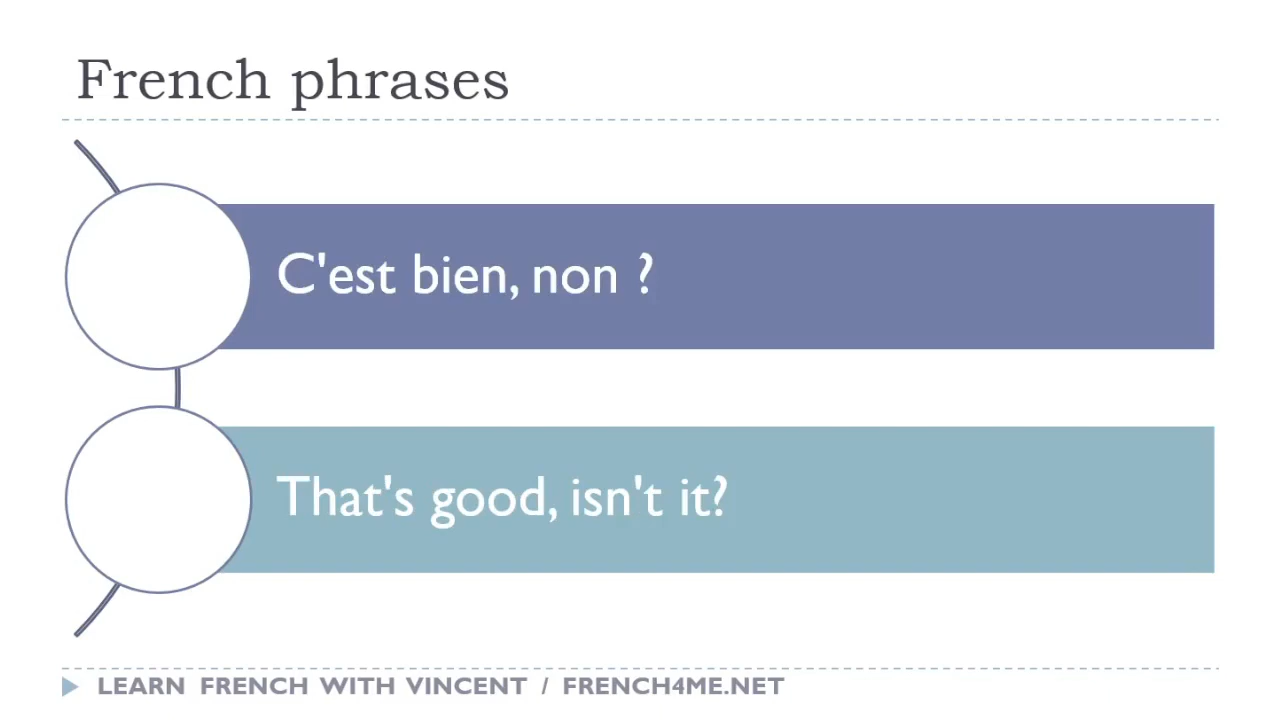 French phrases
C'est bien, non ?
That's good, isn't it?
LEARN FRENCH WITH VINCENT / FRENCH4ME.NET